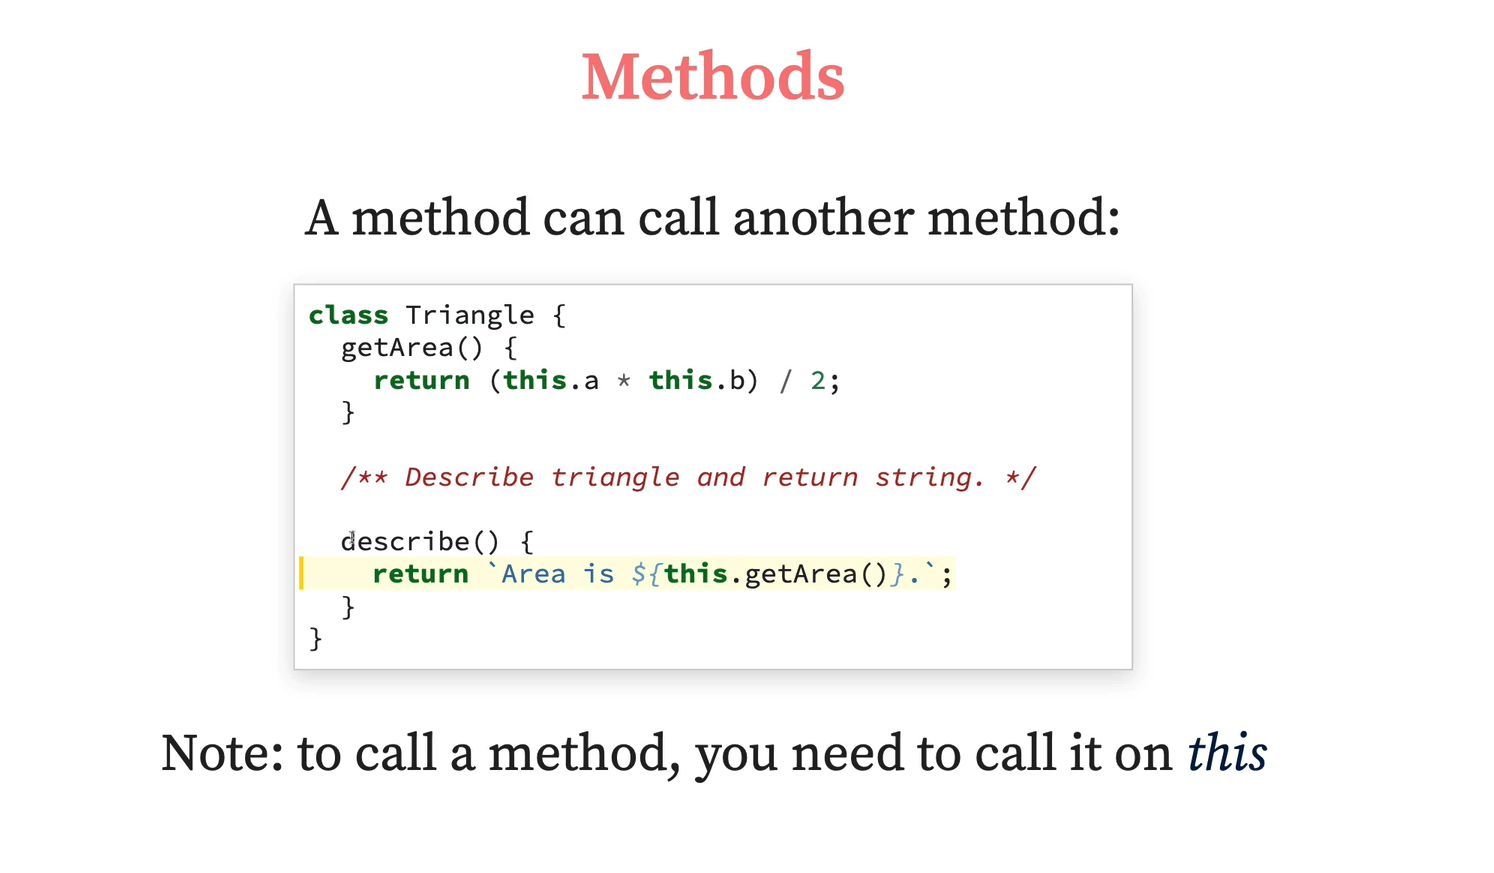 Methods
A method can call another method:
class Triangle {
  getArea() {
    return (this.a * this.b) / 2;
  }

  /** Describe triangle and return string. */

  describe() {
    return `Area is ${this.getArea()}.`;
  }
}
Note: to call a method, you need to call it on this